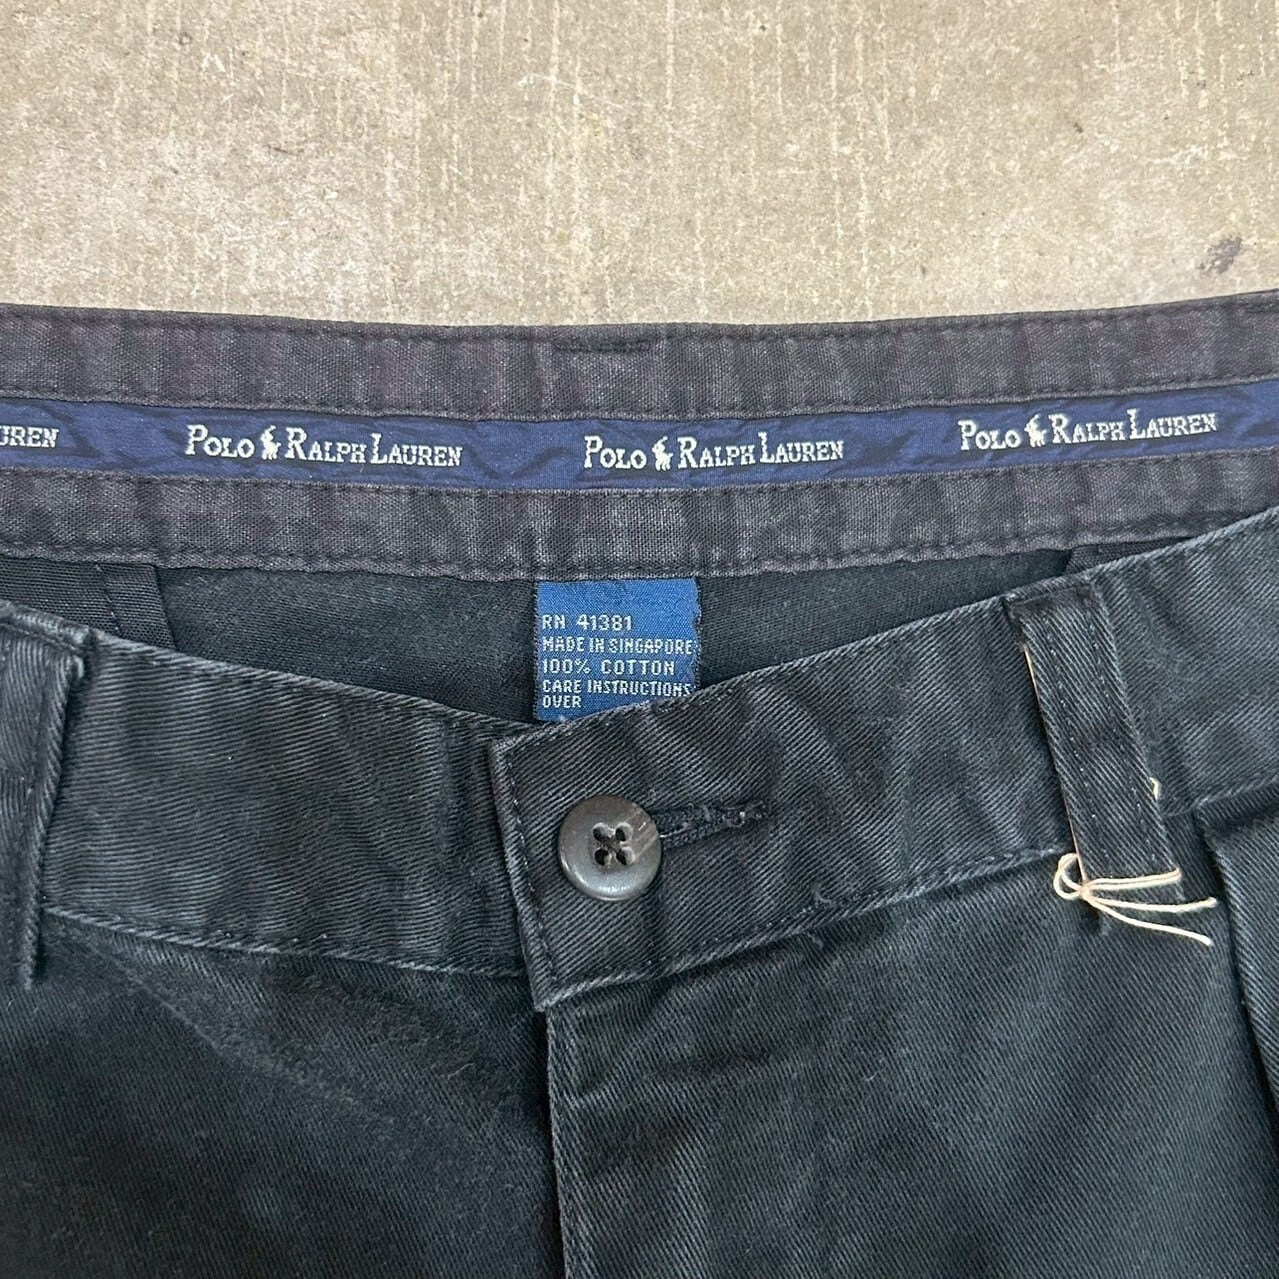 UREN POLO RALPH LAUREN POLO RALPH LAUREN POLO RALPH LAUREN
RN 41381
MADE IN SINGAPORE
100% COTTON
CARE INSTRUCTIONS
OVER